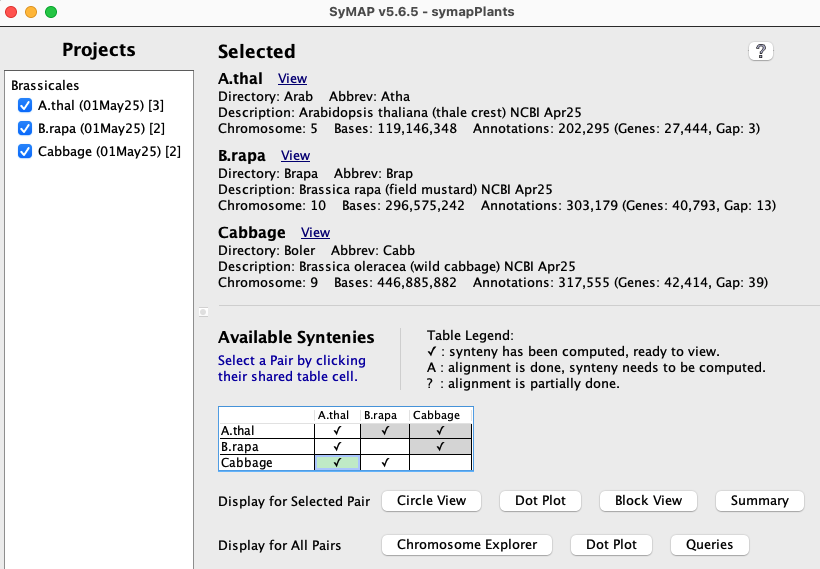 SyMAP v5.6.5 - symapPlants
Projects
Brassicales
A.thal (01May25) [3]
B.rapa (01May25) [2]
Cabbage (01May25) [2]
Selected
?
A.thal View
Directory: Arab Abbrev: Atha
Description: Arabidopsis thaliana (thale crest) NCBI Apr25
Chromosome: 5 Bases: 119,146,348 Annotations: 202,295 (Genes: 27,444, Gap: 3)
B.rapa View
Directory: Brapa Abbrev: Brap
Description: Brassica rapa (field mustard) NCBI Apr25
Chromosome: 10 Bases: 296,575,242 Annotations: 303,179 (Genes: 40,793, Gap: 13)
Cabbage View
Directory: Boler Abbrev: Cabb
Description: Brassica oleracea (wild cabbage) NCBI Apr25
Chromosome: 9 Bases: 446,885,882 Annotations: 317,555 (Genes: 42,414, Gap: 39)
Available Syntenies
Select a Pair by clicking
their shared table cell.
Table Legend:
✓ : synteny has been computed, ready to view.
A : alignment is done, synteny needs to be computed.
? : alignment is partially done.
A.thal B.rapa Cabbage
A.thal ✓ ✓ ✓
B.rapa ✓ ✓
Cabbage ✓ ✓
Display for Selected Pair Circle View Dot Plot Block View Summary
Display for All Pairs Chromosome Explorer Dot Plot Queries